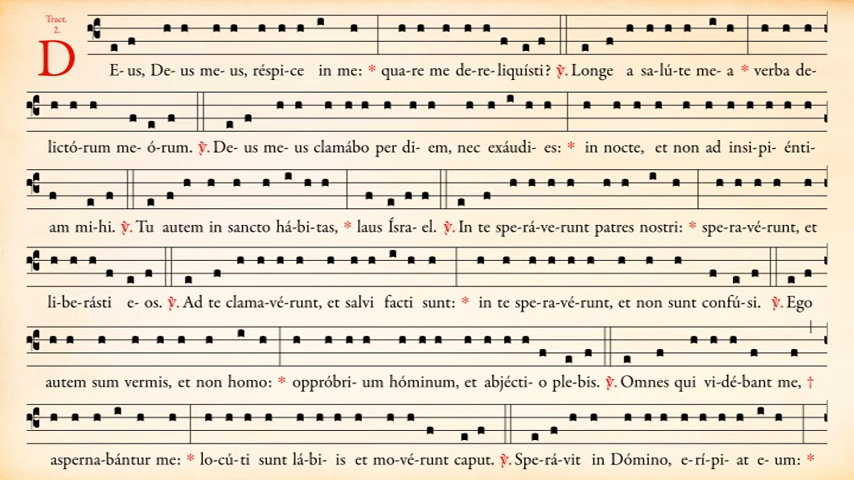 Tract.
2.
DE- us, De- us me- us, réspi-ce in me: * qua-re me de-re-liquísti? ℣. Longe a sa-lú-te me- a * verba de-
lictó-rum me- ó-rum. ℣. De- us me- us clamábo per di- em, nec exáudi- es: * in nocte, et non ad insi-pi- énti-
am mi-hi. ℣. Tu autem in sancto há-bi-tas, * laus Ísra- el. ℣. In te spe-rá-ve-runt patres nostri: * spe-ra-vé-runt, et
li-be-rásti e- os. ℣. Ad te clama-vé-runt, et salvi facti sunt: * in te spe-ra-vé-runt, et non sunt confú-si. ℣. Ego
autem sum vermis, et non homo: * oppróbri- um hóminum, et abjécti- o ple-bis. ℣. Omnes qui vi-dé-bant me, †
asperna-bántur me: * lo-cú-ti sunt lá-bi- is et mo-vé-runt caput. ℣. Spe-rá-vit in Dómino, e-rí-pi- at e- um: *